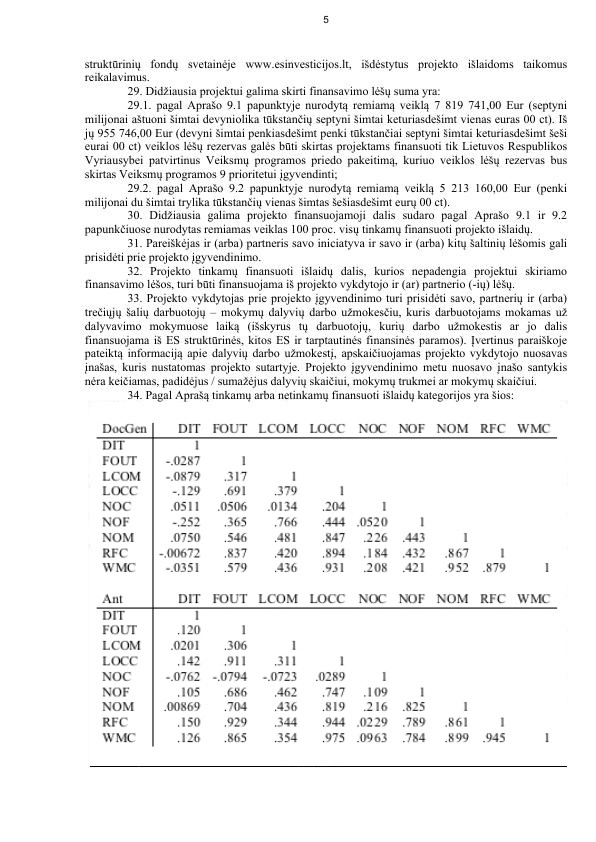 5
struktūrinių fondų svetainėje www.esinvesticijos.lt, išdėstytus projekto išlaidoms taikomus
reikalavimus.
29. Didžiausia projektui galima skirti finansavimo lėšų suma yra:
29.1. pagal Aprašo 9.1 papunktyje nurodytą remiamą veiklą 7 819 741,00 Eur (septyni
milijonai aštuoni šimtai devyniolika tūkstančių septyni šimtai keturiasdešimt vienas euras 00 ct). Iš
jų 955 746,00 Eur (devyni šimtai penkiasdešimt penki tūkstančiai septyni šimtai keturiasdešimt šeši
eurai 00 ct) veiklos lėšų rezervas galės būti skirtas projektams finansuoti tik Lietuvos Respublikos
Vyriausybei patvirtinus Veiksmų programos priedo pakeitimą, kuriuo veiklos lėšų rezervas bus
skirtas Veiksmų programos 9 prioritetui įgyvendinti;
29.2. pagal Aprašo 9.2 papunktyje nurodytą remiamą veiklą 5 213 160,00 Eur (penki
milijonai du šimtai trylika tūkstančių vienas šimtas šešiasdešimt eurų 00 ct).
30. Didžiausia galima projekto finansuojamoji dalis sudaro pagal Aprašo 9.1 ir 9.2
papunkčiuose nurodytas remiamas veiklas 100 proc. visų tinkamų finansuoti projekto išlaidų.
31. Pareiškėjas ir (arba) partneris savo iniciatyva ir savo ir (arba) kitų šaltinių lėšomis gali
prisidėti prie projekto įgyvendinimo.
32. Projekto tinkamų finansuoti išlaidų dalis, kurios nepadengia projektui skiriamo
finansavimo lėšos, turi būti finansuojama iš projekto vykdytojo ir (ar) partnerio (-ių) lėšų.
33. Projekto vykdytojas prie projekto įgyvendinimo turi prisidėti savo, partnerių ir (arba)
trečiųjų šalių darbuotojų – mokymų dalyvių darbo užmokesčiu, kuris darbuotojams mokamas už
dalyvavimo mokymuose laiką (išskyrus tų darbuotojų, kurių darbo užmokestis ar jo dalis
finansuojama iš ES struktūrinės, kitos ES ir tarptautinės finansinės paramos). Įvertinus paraiškoje
pateiktą informaciją apie dalyvių darbo užmokestį, apskaičiuojamas projekto vykdytojo nuosavas
įnašas, kuris nustatomas projekto sutartyje. Projekto įgyvendinimo metu nuosavo įnašo santykis
nėra keičiamas, padidėjus / sumažėjus dalyvių skaičiui, mokymų trukmei ar mokymų skaičiui.
34. Pagal Aprašą tinkamų arba netinkamų finansuoti išlaidų kategorijos yra šios:
DocGen DIT FOUT LCOM LOCC NOC NOF NOM RFC WMC
DIT 1
FOUT -.0287 1
LCOM -.0879 .317 1
LOCC -.129 .691 .379 1
NOC .0511 .0506 .0134 .204 1
NOF -.252 .365 .766 .444 .0520 1
NOM .0750 .546 .481 .847 .226 .443 1
RFC -.00672 .837 .420 .894 .184 .432 .867 1
WMC -.0351 .579 .436 .931 .208 .421 .952 .879 1
Ant DIT FOUT LCOM LOCC NOC NOF NOM RFC WMC
DIT 1
FOUT .120 1
LCOM .0201 .306 1
LOCC .142 .911 .311 1
NOC -.0762 -.0794 -.0723 .0289 1
NOF .105 .686 .462 .747 .109 1
NOM .00869 .704 .436 .819 .216 .825 1
RFC .150 .929 .344 .944 .0229 .789 .861 1
WMC .126 .865 .354 .975 .0963 .784 .899 .945 1